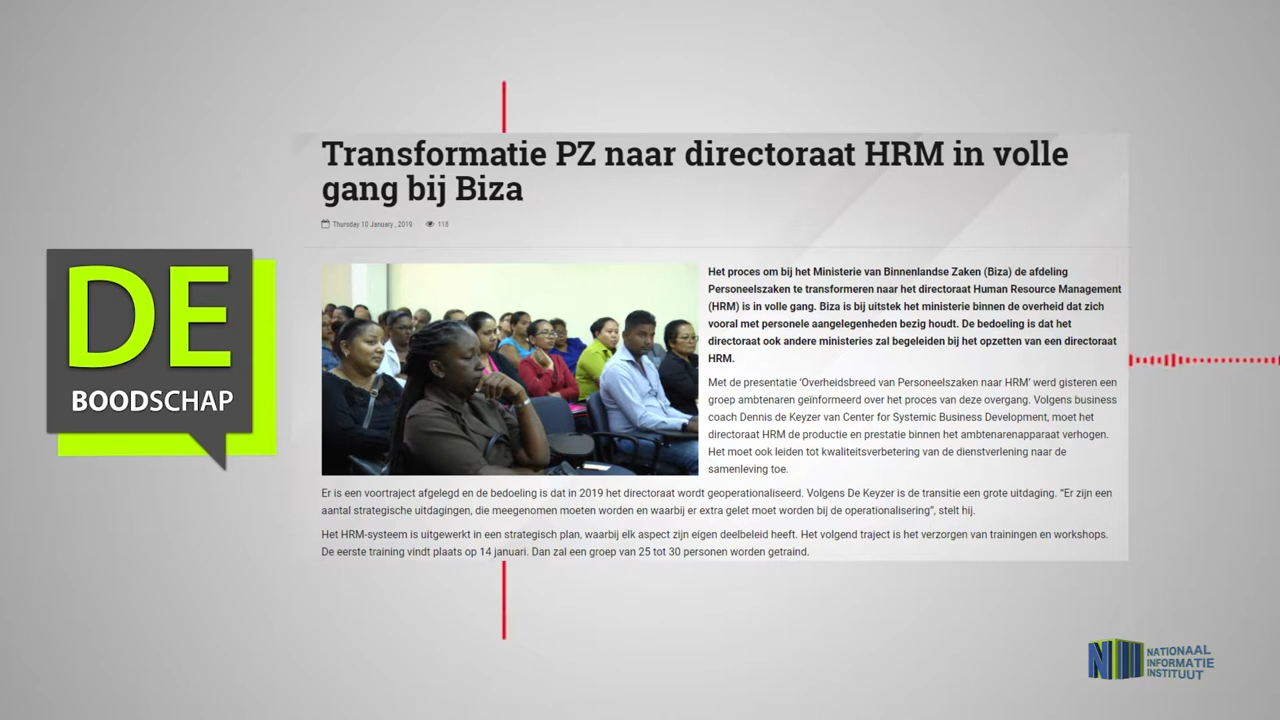 Transformatie PZ naar directoraat HRM in volle
gang bij Biza
Thursday 10 January , 2019 118
DE
BOODSCHAP
Het proces om bij het Ministerie van Binnenlandse Zaken (Biza) de afdeling
Personeelszaken te transformeren naar het directoraat Human Resource Management
(HRM) is in volle gang. Biza is bij uitstek het ministerie binnen de overheid dat zich
vooral met personele aangelegenheden bezig houdt. De bedoeling is dat het
directoraat ook andere ministeries zal begeleiden bij het opzetten van een directoraat
HRM.
Met de presentatie ‘Overheidsbreed van Personeelszaken naar HRM’ werd gisteren een
groep ambtenaren geïnformeerd over het proces van deze overgang. Volgens business
coach Dennis de Keyzer van Center for Systemic Business Development, moet het
directoraat HRM de productie en prestatie binnen het ambtenarenapparaat verhogen.
Het moet ook leiden tot kwaliteitsverbetering van de dienstverlening naar de
samenleving toe.
Er is een voortraject afgelegd en de bedoeling is dat in 2019 het directoraat wordt geoperationaliseerd. Volgens De Keyzer is de transitie een grote uitdaging. “Er zijn een
aantal strategische uitdagingen, die meegenomen moeten worden en waarbij er extra gelet moet worden bij de operationalisering”, stelt hij.
Het HRM-systeem is uitgewerkt in een strategisch plan, waarbij elk aspect zijn eigen deelbeleid heeft. Het volgend traject is het verzorgen van trainingen en workshops.
De eerste training vindt plaats op 14 januari. Dan zal een groep van 25 tot 30 personen worden getraind.
NII
NATIONAAL
INFORMATIE
INSTITUUT